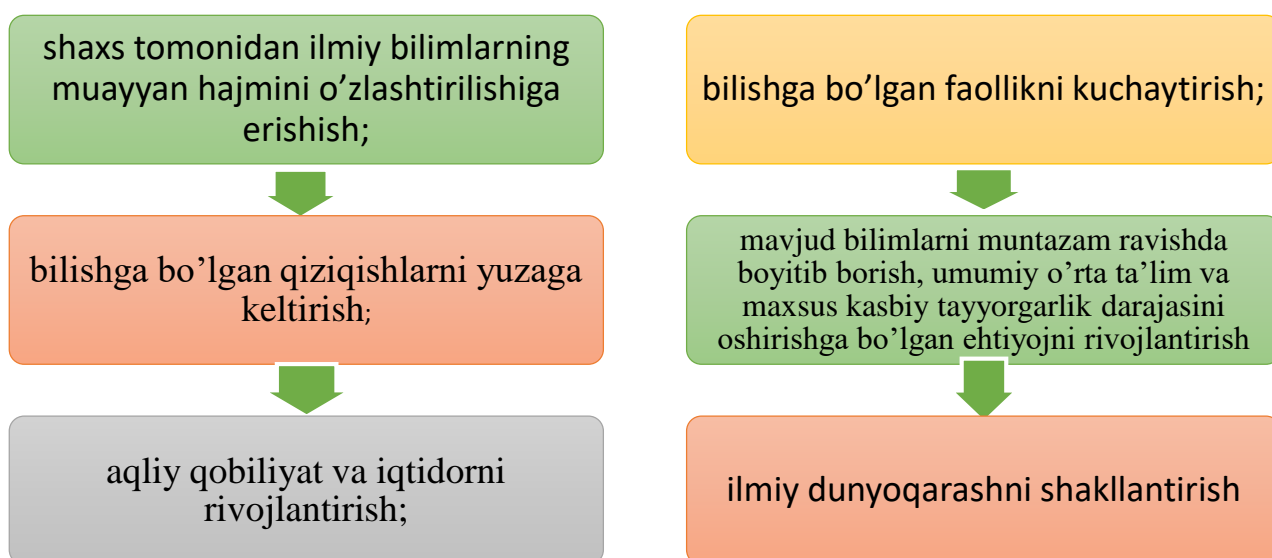 shaxs tomonidan ilmiy bilimlarning
muayyan hajmini o’zlashtirilishiga
erishish;
bilishga bo’lgan qiziqishlarni yuzaga
keltirish;
aqliy qobiliyat va iqtidorni
rivojlantirish;
bilishga bo’lgan faollikni kuchaytirish;
mavjud bilimlarni muntazam ravishda
boyitib borish, umumiy o’rta ta’lim va
maxsus kasbiy tayyorgarlik darajasini
oshirishga bo’lgan ehtiyojni rivojlantirish
ilmiy dunyoqarashni shakllantirish